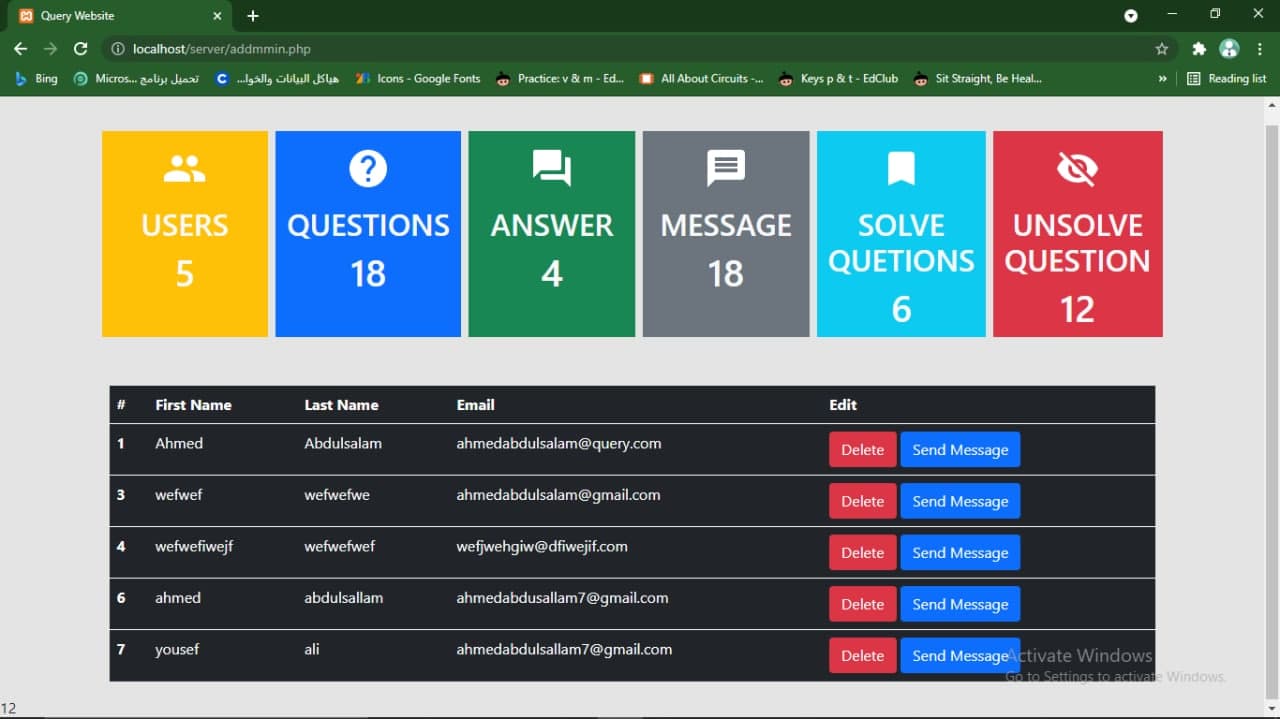 Query Website
localhost/server/addmmin.php
Bing
Micros... تحميل برنامج
هياكل البيانات والخوا...
Icons - Google Fonts
Practice: v & m - Ed...
All About Circuits -...
Keys p & t - EdClub
Sit Straight, Be Heal...
»
Reading list
USERS
5
QUESTIONS
18
ANSWER
4
MESSAGE
18
SOLVE
QUETIONS
6
UNSOLVE
QUESTION
12
# First Name Last Name Email Edit
1 Ahmed Abdulsalam ahmedabdulsalam@query.com Delete Send Message
3 wefwef wefwefwe ahmedabdulsalam@gmail.com Delete Send Message
4 wefwefiwejf wefwefwef wefjwehgiw@dfiwejif.com Delete Send Message
6 ahmed abdulsallam ahmedabdusallam7@gmail.com Delete Send Message
7 yousef ali ahmedabdulsallam7@gmail.com Delete Send Message
Activate Windows
Go to Settings to activate Windows.
12